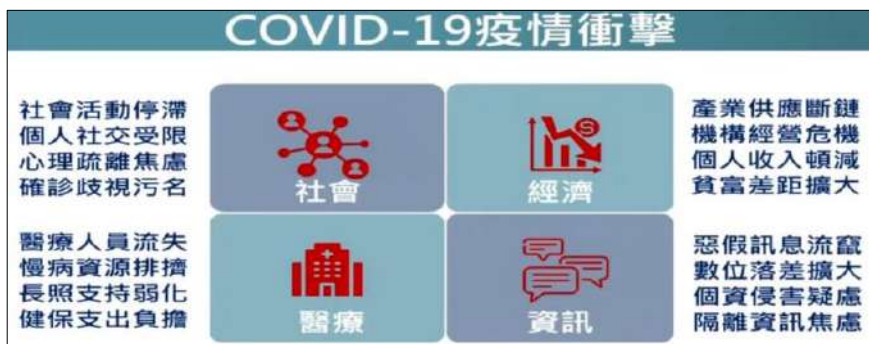 COVID-19疫情衝擊
社會活動停滯
個人社交受限
心理疏離焦慮
確診歧視污名
社會
經濟
產業供應斷鏈
機構經營危機
個人收入頓減
貧富差距擴大
醫療人員流失
慢病資源排擠
長照支持弱化
健保支出負擔
醫療
資訊
惡假訊息流竄
數位落差擴大
個資侵害疑慮
隔離資訊焦慮